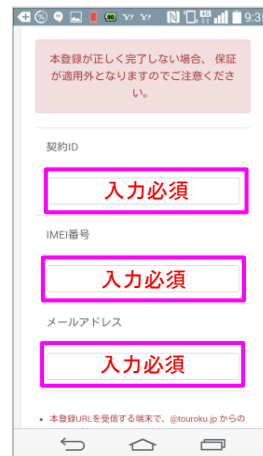 9:35
本登録が正しく完了しない場合、保証
が適用外となりますのでご注意くださ
い。
契約ID
入力必須
IMEI番号
入力必須
メールアドレス
入力必須
• 本登録URLを受信する端末で、@touroku.jp からの